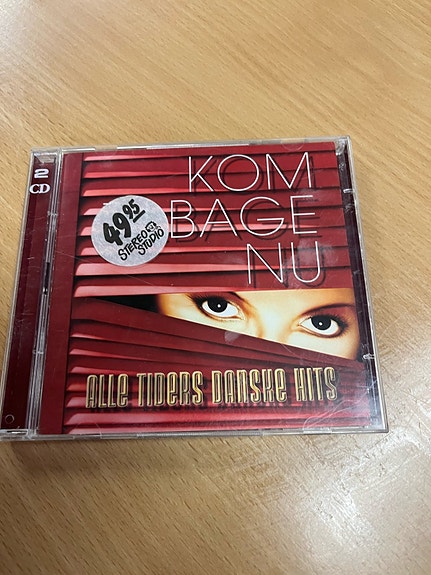 2
CD
KOM
BAGE
NU
49.95
STEREO
STUDIO
ALLE TIDERS DANSKE HITS